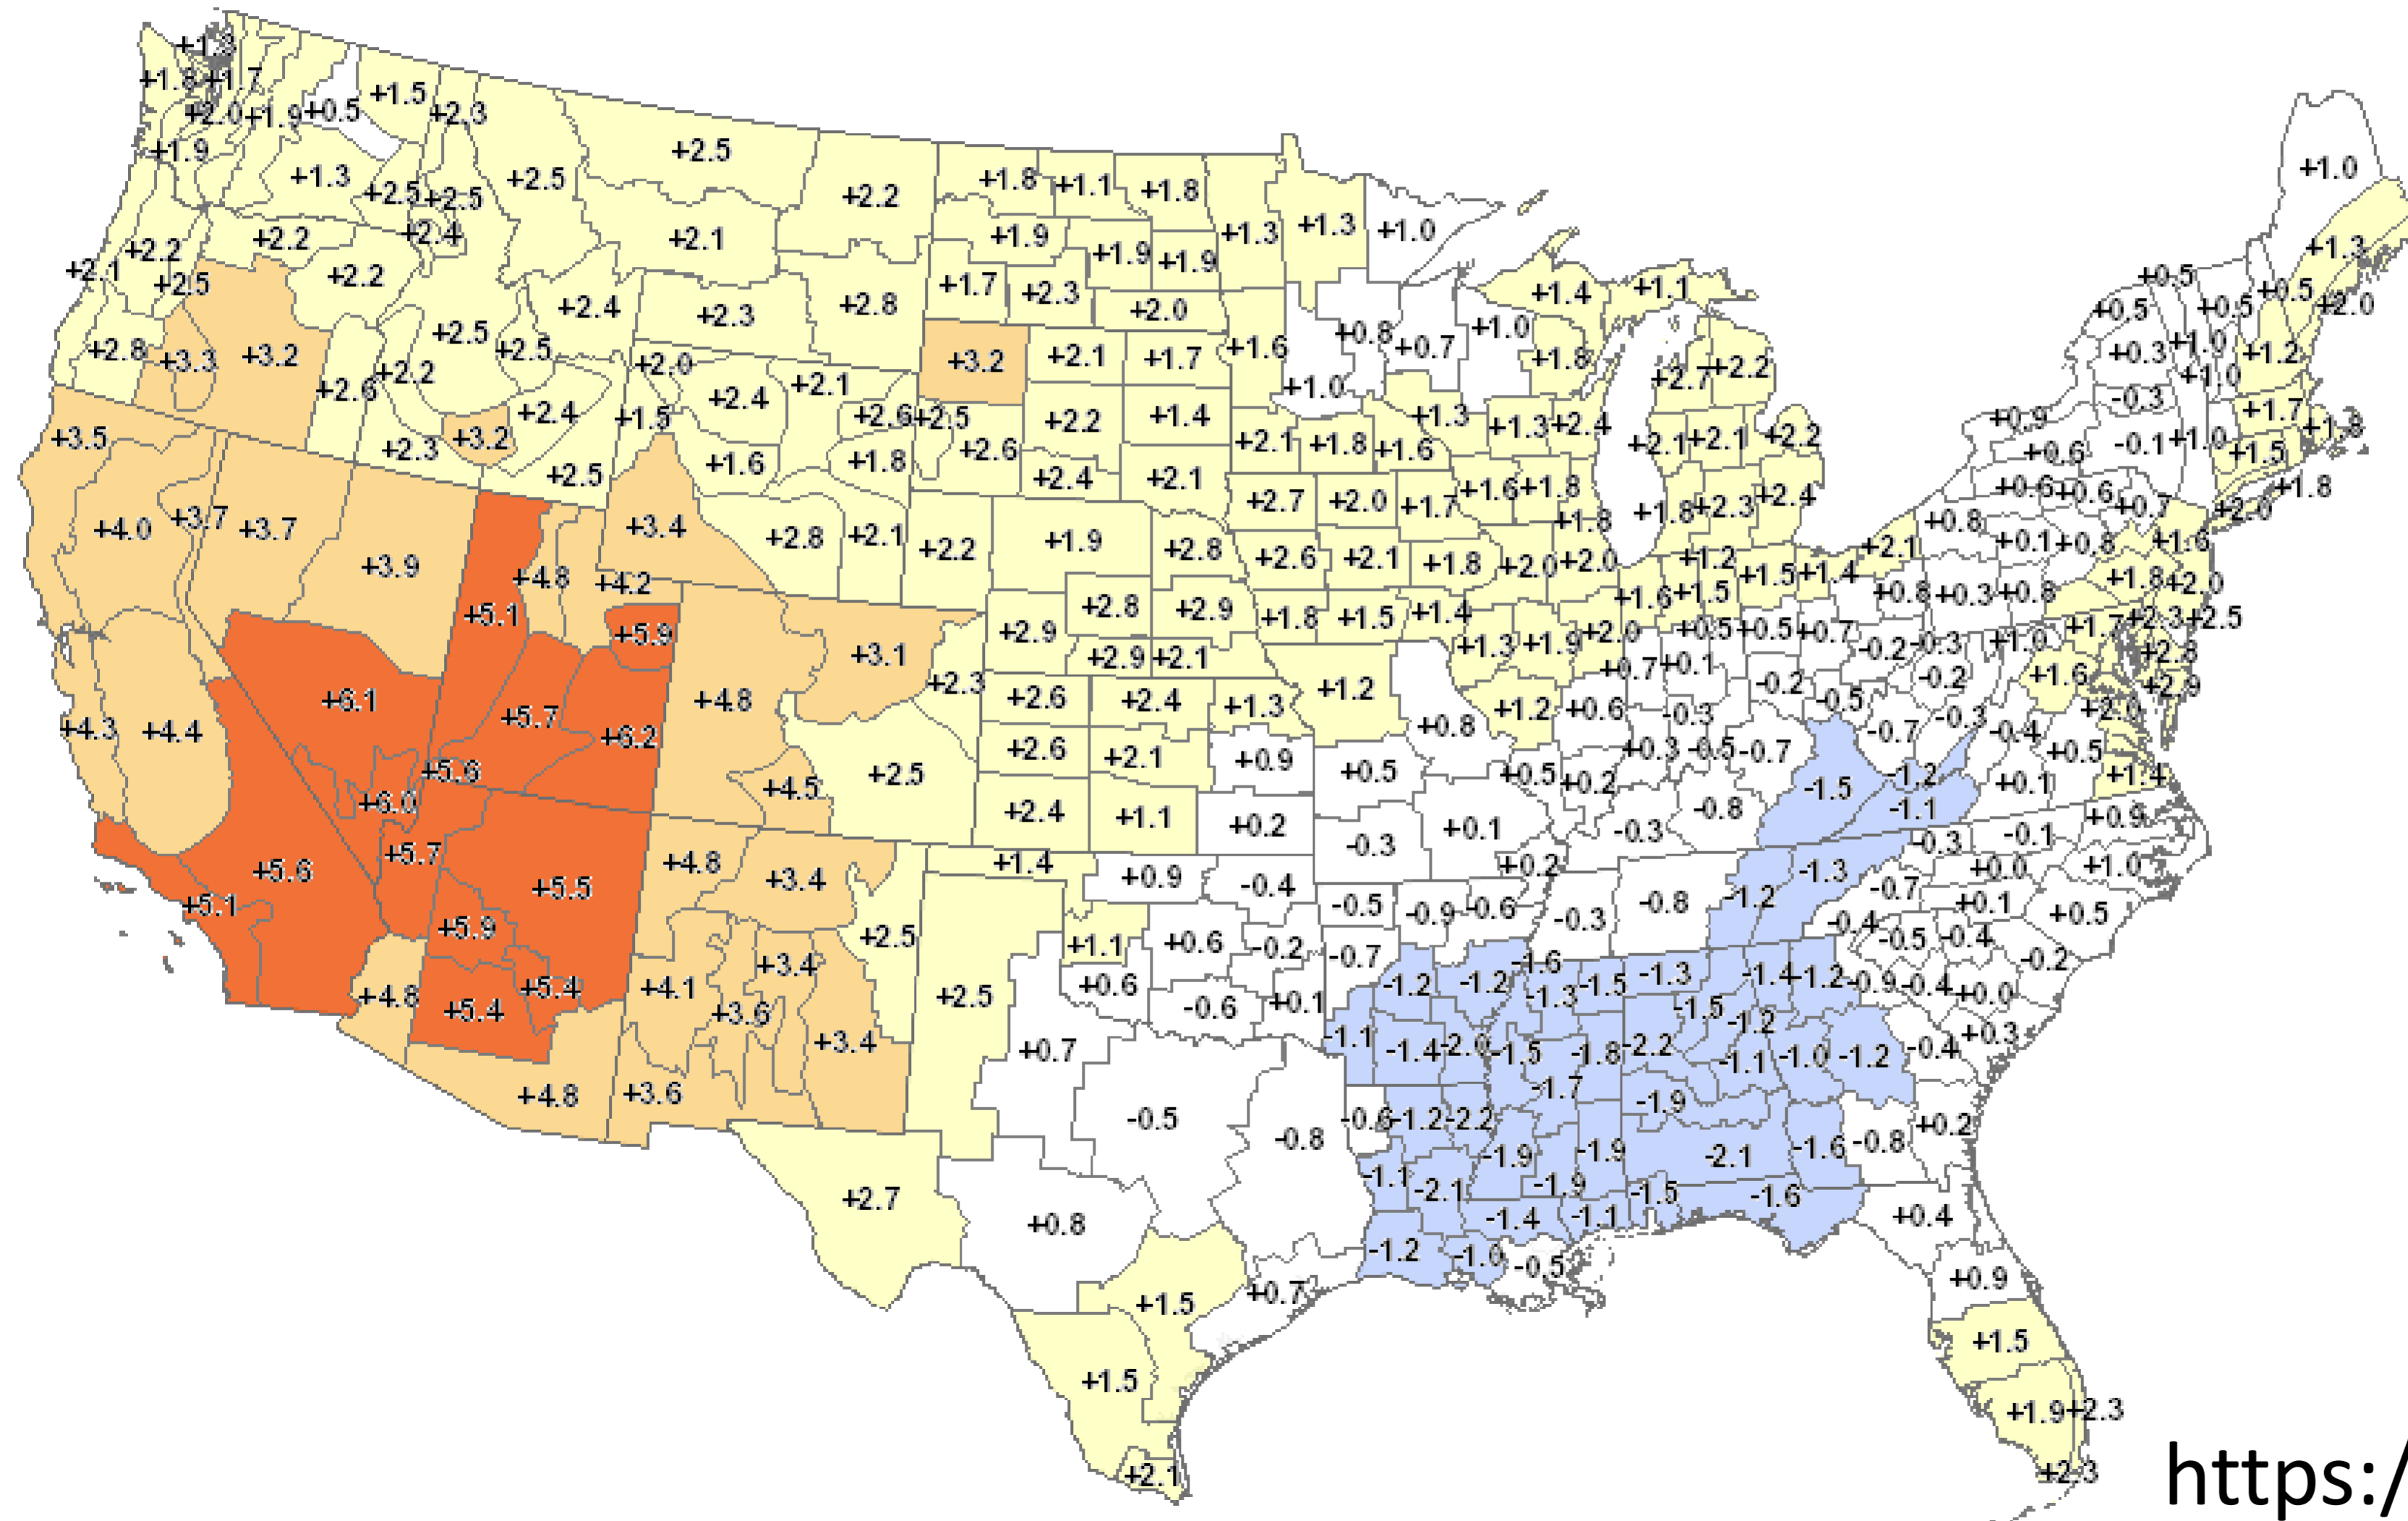 +1.3
+1.8 +1.7
+2.0 +1.9 +0.5 +1.5 +2.3
+1.9 +2.5 +1.0
+1.3 +2.5 +2.5 +2.5 +2.2 +1.8 +1.1 +1.8
+2.2 +2.2 +2.4 +2.1 +1.9 +1.3 +1.3 +1.0 +1.3
+2.1 +2.5 +2.2 +1.9 +1.9 +0.5
+2.4 +2.3 +2.8 +1.7 +2.3 +2.0 +1.4 +1.1 +0.5 +0.5 +0.5 +2.0
+2.8 +3.3 +3.2 +2.5 +2.5 +0.8 +0.7 +1.0 +0.3 +1.0 +1.2
+2.6 +2.2 +2.0 +3.2 +2.1 +1.7 +1.6 +1.8 +2.7 +2.2 +1.0
+2.4 +1.5 +2.4 +2.1 +1.0 -0.3
+3.5 +2.3 +3.2 +2.6 +2.5 +2.2 +1.4 +1.3 +1.3 +2.4 +0.9 +1.7 +1.8
+2.5 +1.6 +1.8 +2.6 +2.1 +1.8 +1.6 +2.1 +2.1 +2.2 +0.6 -0.1 +1.0 +1.5
+2.4 +2.1 +2.7 +2.0 +1.7 +1.6 +1.8 +1.8 +2.3 +2.4 +0.6 +0.6 +0.7 +1.8
+4.0 +3.7 +3.7 +3.4 +2.8 +2.1 +1.8 +0.8 +2.0
+3.9 +2.2 +1.9 +2.8 +2.6 +2.1 +1.8 +2.0 +2.0 +1.2 +2.1 +0.1 +0.8 +1.6
+4.8 +4.2 +1.5 +1.4 +1.8 +2.0
+5.1 +5.9 +2.8 +2.9 +1.8 +1.5 +1.4 +1.6 +1.5 +0.8 +0.3 +0.8
+3.1 +2.9 +2.9 +2.1 +1.3 +1.9 +2.0 +0.5 +0.5 +0.7 -0.2 -0.3 +1.0 +1.7 +2.3 +2.5
+6.1 +5.7 +4.8 +2.3 +2.6 +2.4 +1.3 +1.2 +0.7 +0.1 -0.2 -0.2 +1.6 +2.8
+4.3 +4.4 +6.2 +0.8 +1.2 +0.6 -0.3 -0.5 -0.3 +2.0 +2.9
+5.6 +4.5 +2.5 +2.6 +2.1 +0.9 +0.5 +0.5 +0.2 +0.3 -0.5 -0.7 -0.7 -0.4 +0.5
+6.0 +2.4 +1.1 +0.2 +0.1 -0.3 -0.8 -1.5 -1.2 -1.1 +0.1 +1.4
+5.6 +5.7 +5.5 +4.8 +3.4 +1.4 +0.9 -0.4 -0.3 +0.2 -1.3 -0.3 -0.1 +0.9
+5.1 +5.9 +2.5 -0.5 -0.9 -0.6 -0.3 -0.8 -1.2 -0.7 +0.0 +1.0
+1.1 +0.6 -0.2 -0.7 -0.4 +0.1 +0.5
+4.8 +5.4 +5.4 +4.1 +3.6 +3.4 +2.5 +0.6 -0.6 +0.1 -1.2 -1.2 -1.6 -1.3 -1.5 -1.3 -1.4 -1.2 -0.5 -0.4 -0.2
+3.4 +0.7 -1.1 -1.4 -2.0 -1.5 -1.8 -2.2 -1.5 -1.2 -0.9 -0.4 +0.0
+4.8 +3.6 -0.5 -0.8 -1.7 -1.1 -1.0 -1.2 -0.4 +0.3
-0.6 -1.2 -2.2 -1.9 +0.2
+2.7 +0.8 -1.1 -2.1 -1.9 -1.9 -1.9 -2.1 -1.6 -0.8
-1.4 -1.1 -1.5 -1.6 +0.4
+1.5 +0.7 -1.2 -1.0 -0.5 +0.9
+1.5 +1.5
+1.9 +2.3
+2.1 +2.3
https:/